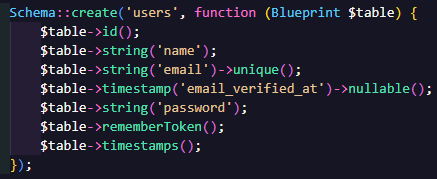 Schema::create('users', function (Blueprint $table) {
    $table->id();
    $table->string('name');
    $table->string('email')->unique();
    $table->timestamp('email_verified_at')->nullable();
    $table->string('password');
    $table->rememberToken();
    $table->timestamps();
});